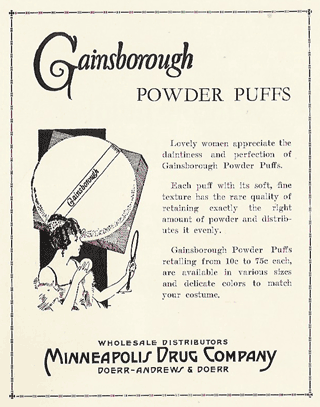 Gainsborough
POWDER PUFFS
Lovely women appreciate the
daintiness and perfection of
Gainsborough Powder Puffs.
Each puff with its soft, fine
texture has the rare quality of
retaining exactly the right
amount of powder and distrib-
utes it evenly.
Gainsborough Powder Puffs
retailing from 10c to 75c each,
are available in various sizes
and delicate colors to match
your costume.
Gainsborough
WHOLESALE DISTRIBUTORS
MINNEAPOLIS DRUG COMPANY
DOERR-ANDREWS & DOERR